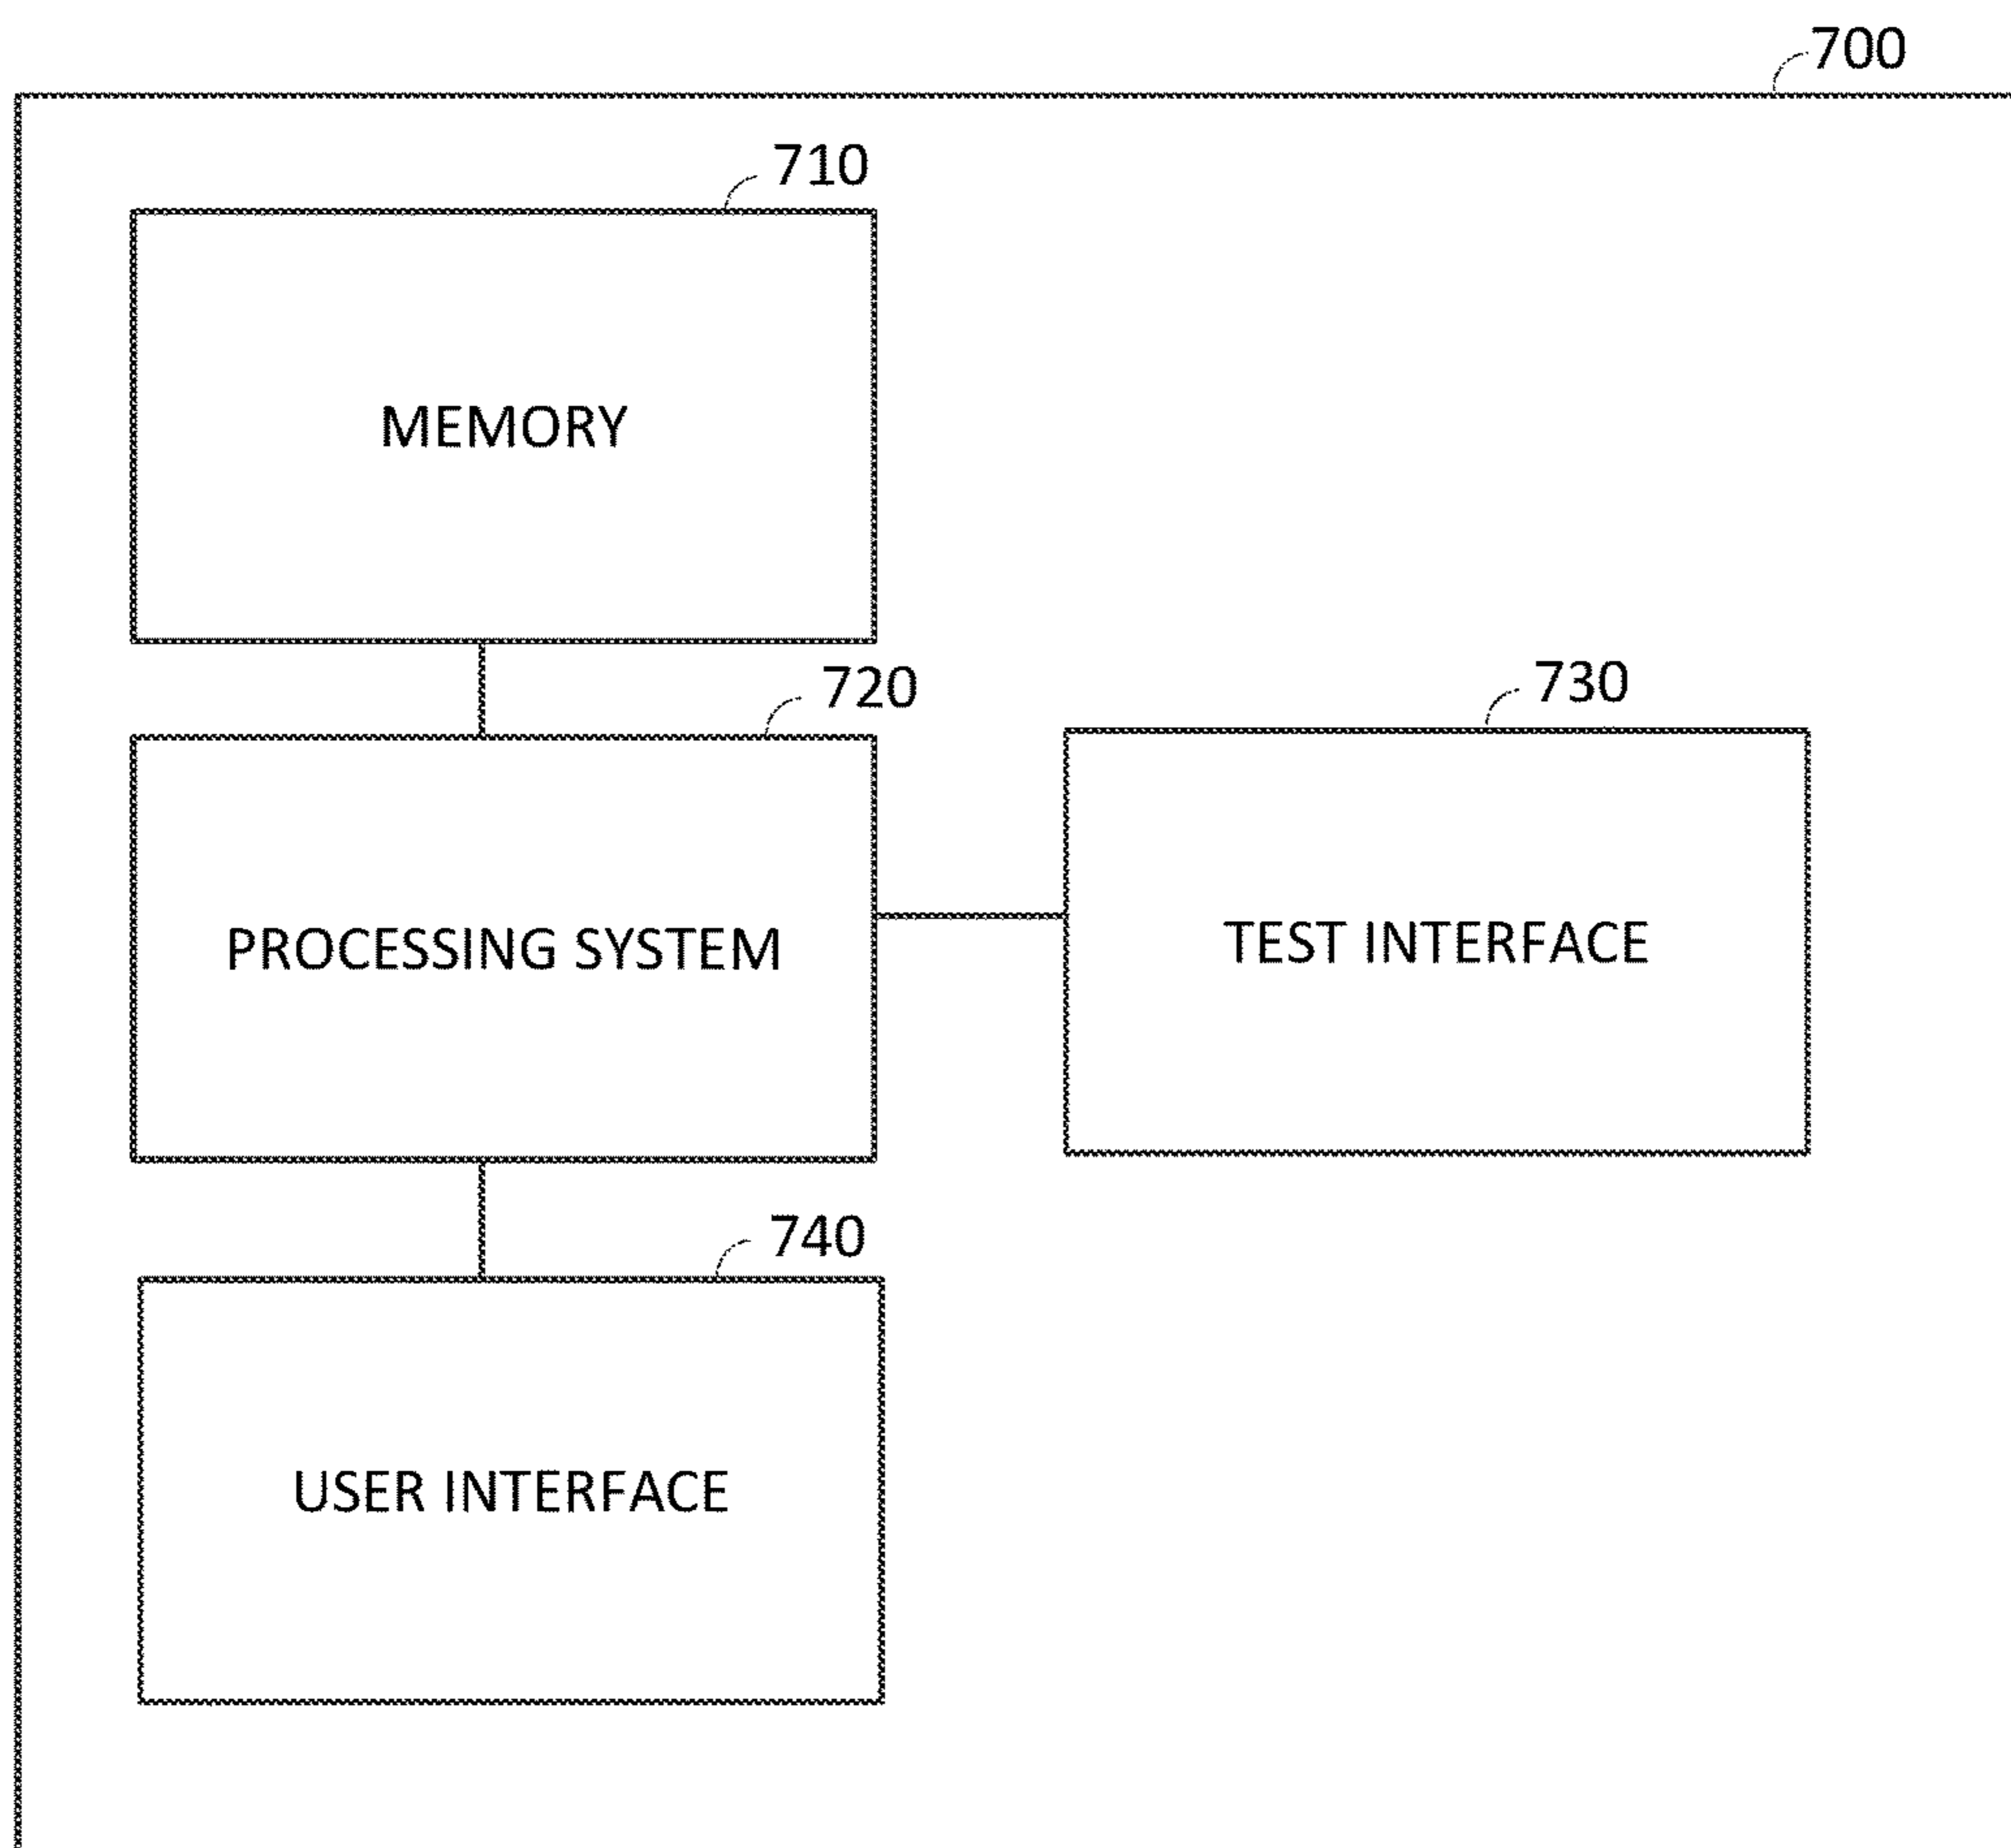 700
710
MEMORY
720
PROCESSING SYSTEM
730
TEST INTERFACE
740
USER INTERFACE